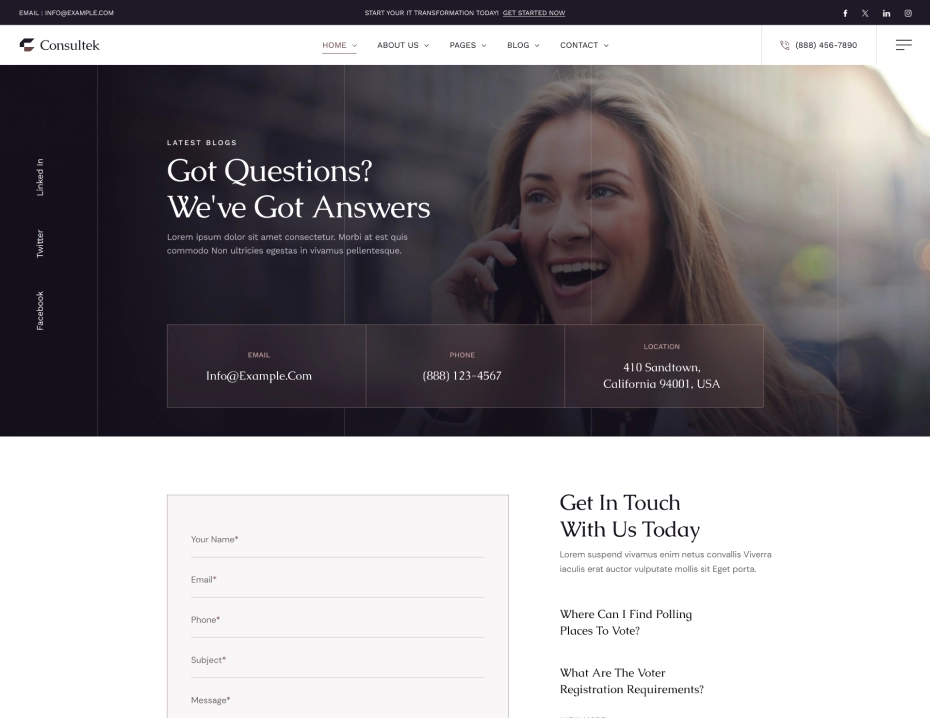 EMAIL : INFO@EXAMPLE.COM
START YOUR IT TRANSFORMATION TODAY! GET STARTED NOW
Consultek
HOME
ABOUT US
PAGES
BLOG
CONTACT
(888) 456-7890
Linked In
Twitter
Facebook
LATEST BLOGS
Got Questions?
We've Got Answers
Lorem ipsum dolor sit amet consectetur. Morbi at est quis
commodo Non ultricies egestas in vivamus pellentesque.
EMAIL
Info@Example.Com
PHONE
(888) 123-4567
LOCATION
410 Sandtown,
California 94001, USA
Your Name*
Email*
Phone*
Subject*
Message*
Get In Touch
With Us Today
Lorem suspend vivamus enim netus convallis Viverra
iaculis erat auctor vulputate mollis sit Eget porta.
Where Can I Find Polling
Places To Vote?
What Are The Voter
Registration Requirements?